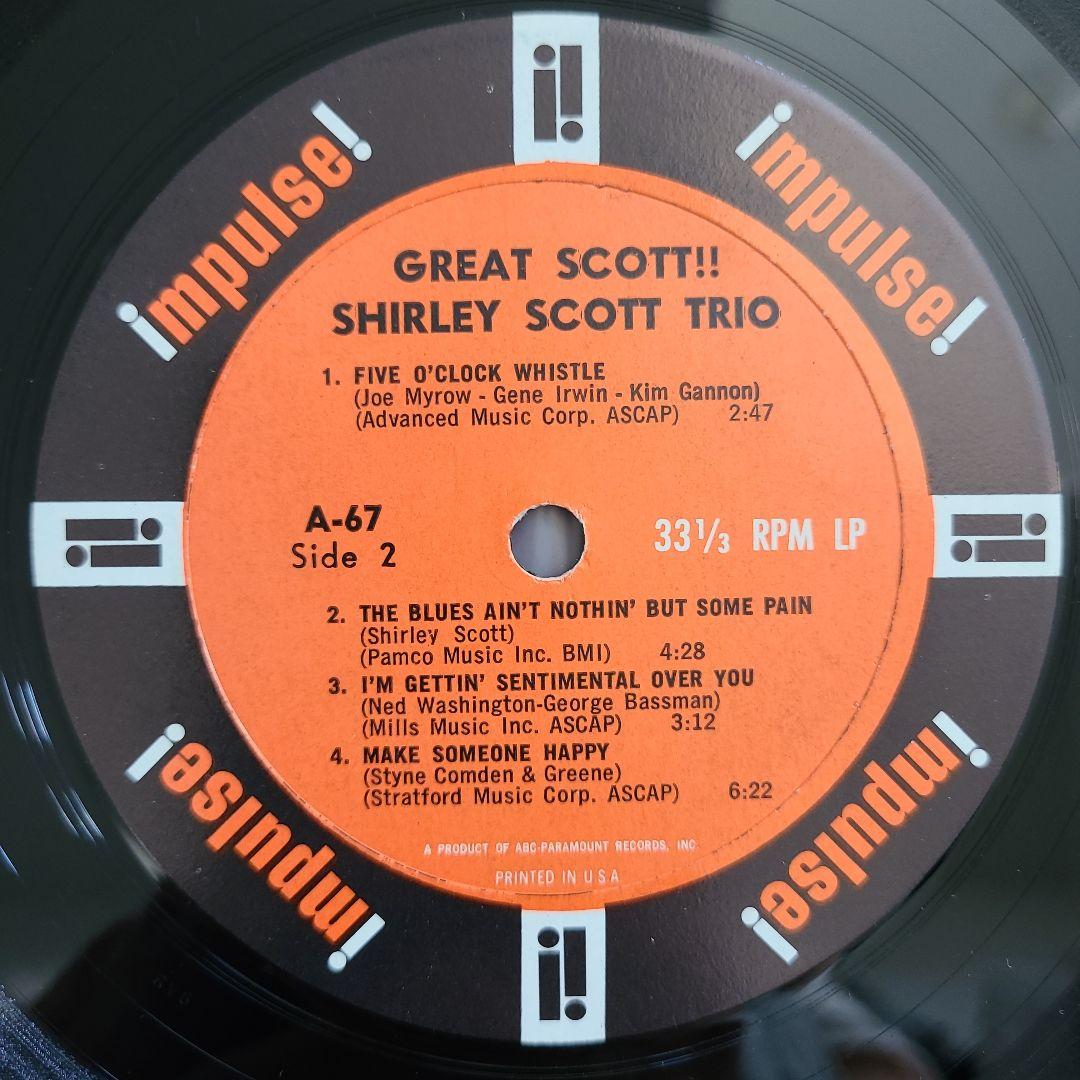 impulse!
impulse!
GREAT SCOTT!!
SHIRLEY SCOTT TRIO
1. FIVE O'CLOCK WHISTLE
(Joe Myrow - Gene Irwin - Kim Gannon)
(Advanced Music Corp. ASCAP) 2:47
A-67
Side 2
33 1/3 RPM LP
2. THE BLUES AIN'T NOTHIN' BUT SOME PAIN
(Shirley Scott)
(Pamco Music Inc. BMI) 4:28
3. I'M GETTIN' SENTIMENTAL OVER YOU
(Ned Washington-George Bassman)
(Mills Music Inc. ASCAP) 3:12
4. MAKE SOMEONE HAPPY
(Styne Comden & Greene)
(Stratford Music Corp. ASCAP) 6:22
A PRODUCT OF ABC-PARAMOUNT RECORDS, INC.
PRINTED IN U S A
impulse!
impulse!